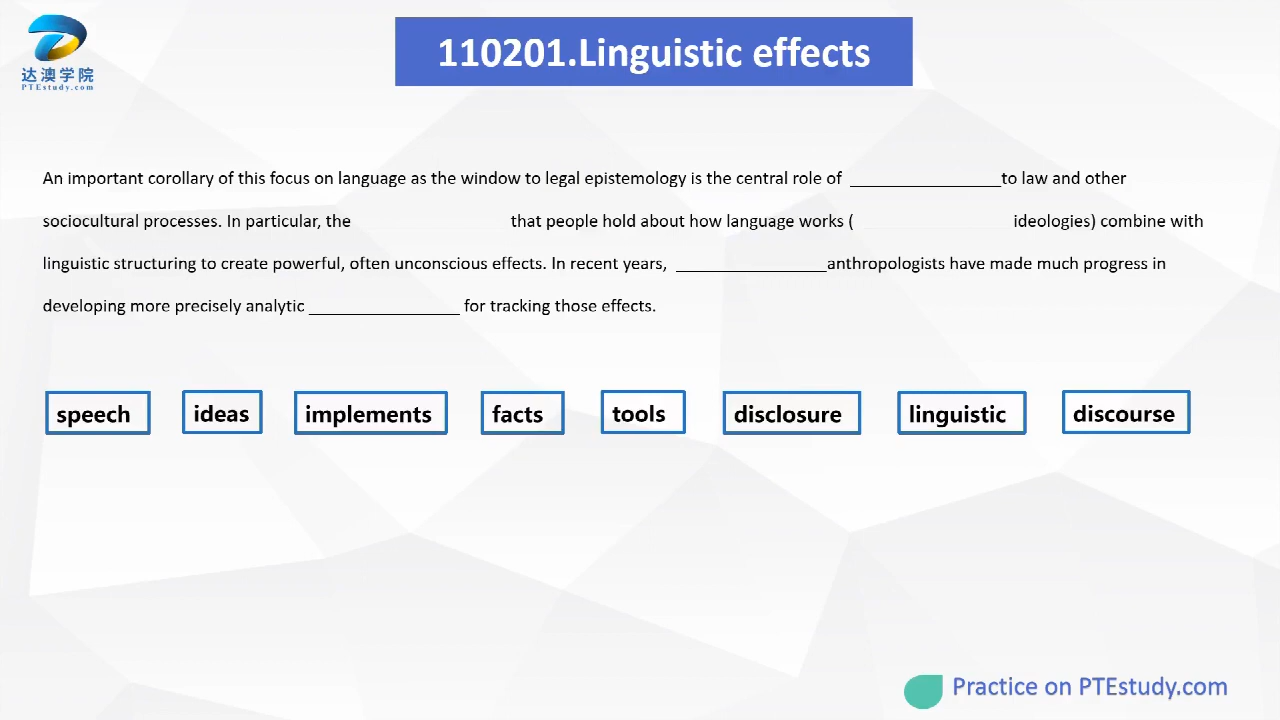 达澳学院
PTEstudy.com
110201.Linguistic effects
An important corollary of this focus on language as the window to legal epistemology is the central role of ________________to law and other
sociocultural processes. In particular, the that people hold about how language works ( ideologies) combine with
linguistic structuring to create powerful, often unconscious effects. In recent years, ________________anthropologists have made much progress in
developing more precisely analytic ________________ for tracking those effects.
speech ideas implements facts tools disclosure linguistic discourse
Practice on PTEstudy.com